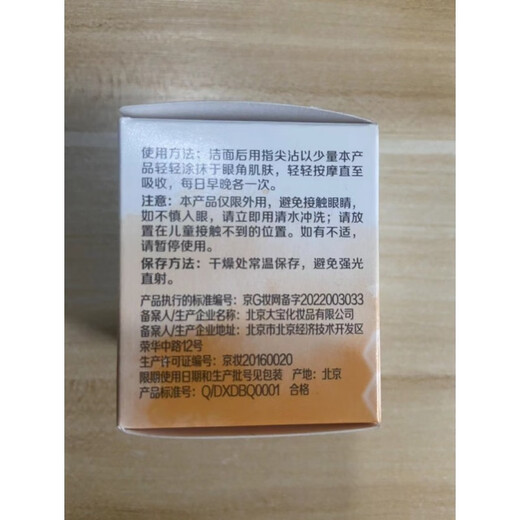 使用方法：洁面后用指尖沾以少量本产
品轻轻涂抹于眼角肌肤，轻轻按摩直至
吸收，每日早晚各一次。
注意：本产品仅限外用，避免接触眼睛，
如不慎入眼，请立即用清水冲洗；请放
置在儿童接触不到的位置。如有不适，
请暂停使用。
保存方法：干燥处常温保存，避免强光
直射。
产品执行的标准编号：京G妆网备字2022003033
备案人/生产企业名称：北京大宝化妆品有限公司
备案人/生产企业地址：北京市北京经济技术开发区
荣华中路12号
生产许可证编号：京妆20160020
限期使用日期和生产批号见包装 产地：北京
产品标准号：Q/DXDBQ0001 合格